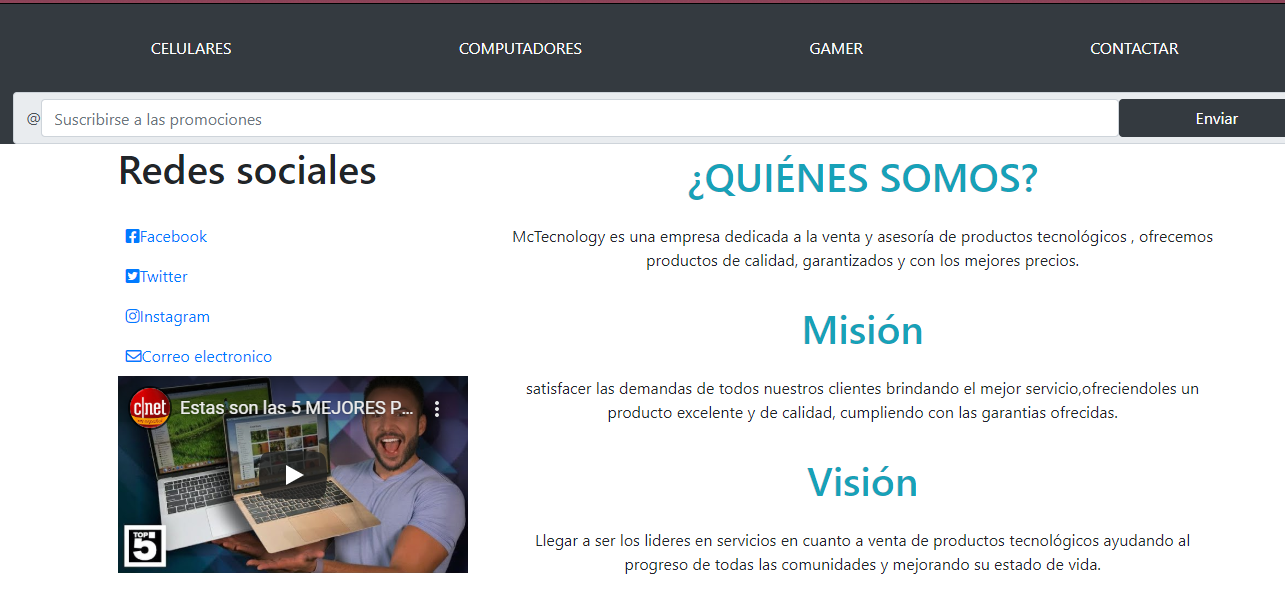 CELULARES COMPUTADORES GAMER CONTACTAR
@ Suscribirse a las promociones Enviar
Redes sociales
Facebook
Twitter
Instagram
Correo electronico
c|net
en español
Estas son las 5 MEJORES P...
TOP
5
¿QUIÉNES SOMOS?
McTecnology es una empresa dedicada a la venta y asesoría de productos tecnológicos , ofrecemos
productos de calidad, garantizados y con los mejores precios.
Misión
satisfacer las demandas de todos nuestros clientes brindando el mejor servicio,ofreciendoles un
producto excelente y de calidad, cumpliendo con las garantias ofrecidas.
Visión
Llegar a ser los lideres en servicios en cuanto a venta de productos tecnológicos ayudando al
progreso de todas las comunidades y mejorando su estado de vida.